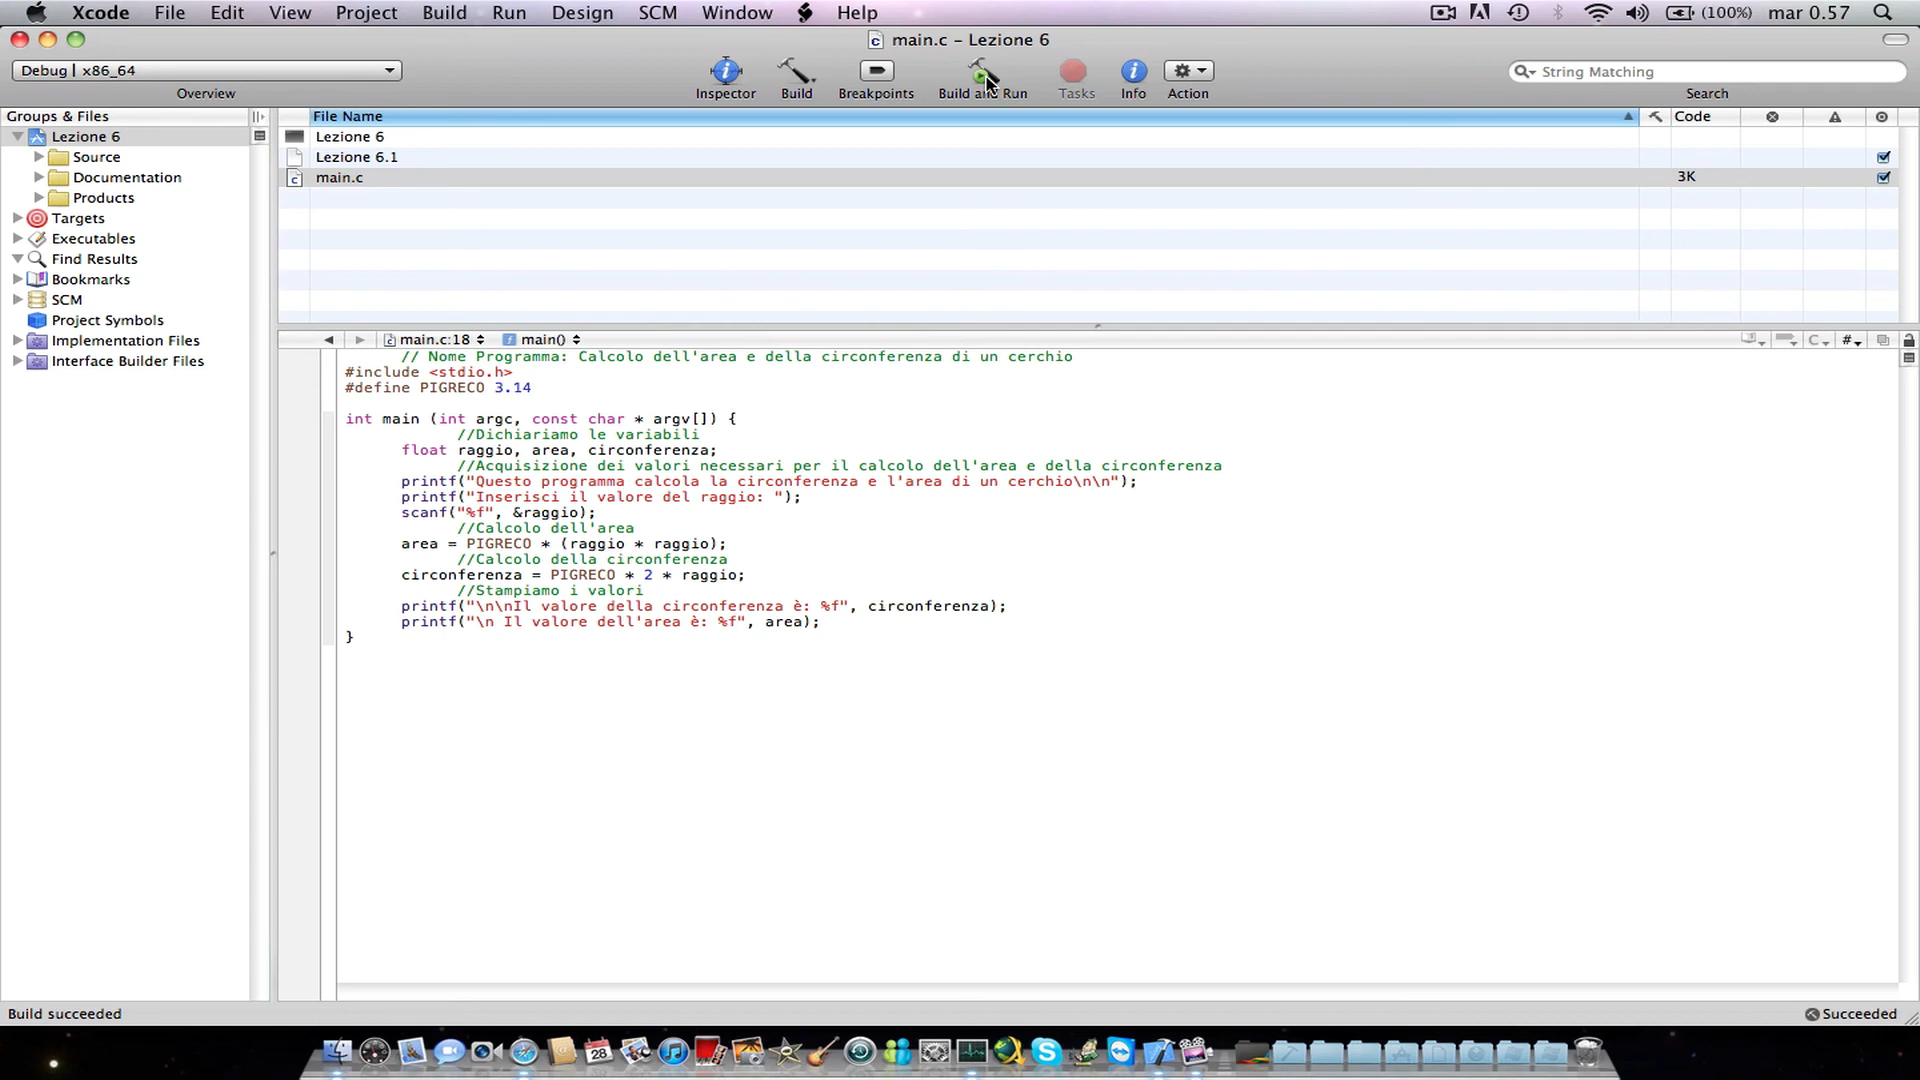 Xcode File Edit View Project Build Run Design SCM Window Help (100%) mar 0.57
main.c – Lezione 6
Debug | x86_64
String Matching
Overview Inspector Build Breakpoints Build and Run Tasks Info Action Search
Groups & Files
Lezione 6
Source
Documentation
Products
Targets
Executables
Find Results
Bookmarks
SCM
Project Symbols
Implementation Files
Interface Builder Files
File Name Code
Lezione 6
Lezione 6.1
main.c 3K
main.c:18 main() C #
// Nome Programma: Calcolo dell'area e della circonferenza di un cerchio
#include <stdio.h>
#define PIGRECO 3.14
int main (int argc, const char * argv[]) {
//Dichiariamo le variabili
float raggio, area, circonferenza;
//Acquisizione dei valori necessari per il calcolo dell'area e della circonferenza
printf("Questo programma calcola la circonferenza e l'area di un cerchio\n\n");
printf("Inserisci il valore del raggio: ");
scanf("%f", &raggio);
//Calcolo dell'area
area = PIGRECO * (raggio * raggio);
//Calcolo della circonferenza
circonferenza = PIGRECO * 2 * raggio;
//Stampiamo i valori
printf("\n\nIl valore della circonferenza è: %f", circonferenza);
printf("\n Il valore dell'area è: %f", area);
}
Build succeeded
Succeeded
28